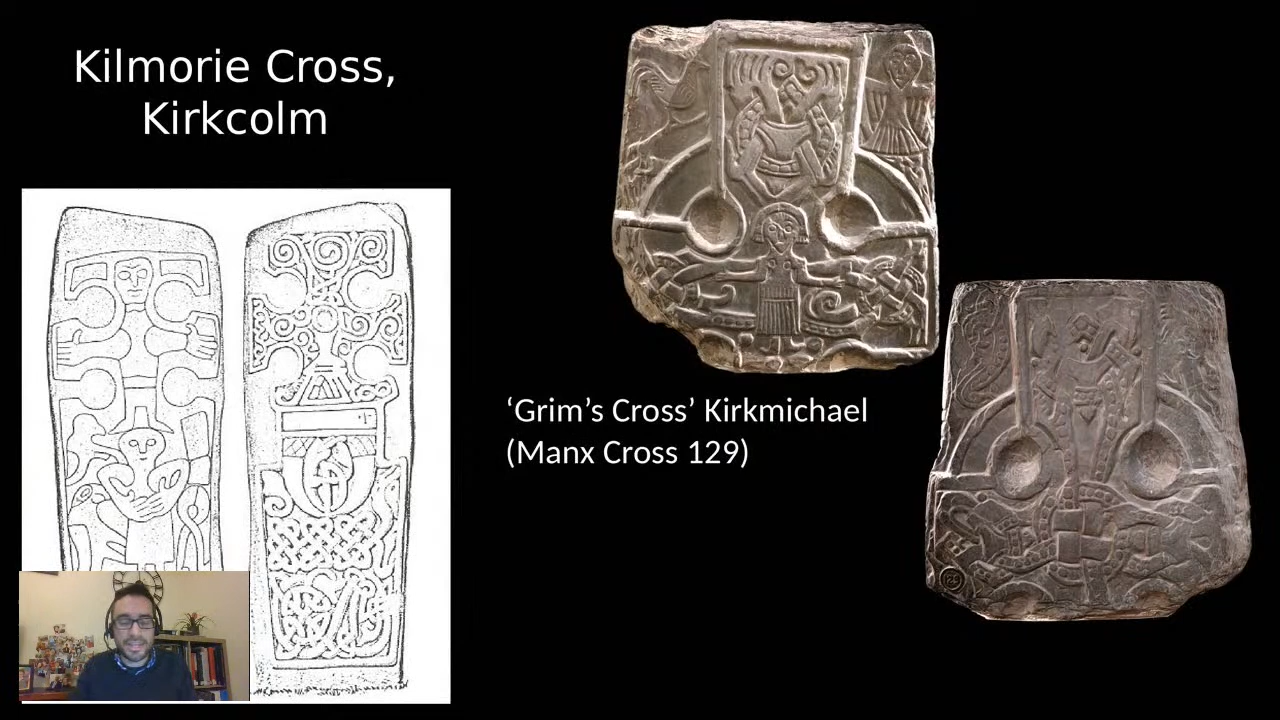 Kilmorie Cross,
Kirkcolm
‘Grim’s Cross’ Kirkmichael
(Manx Cross 129)